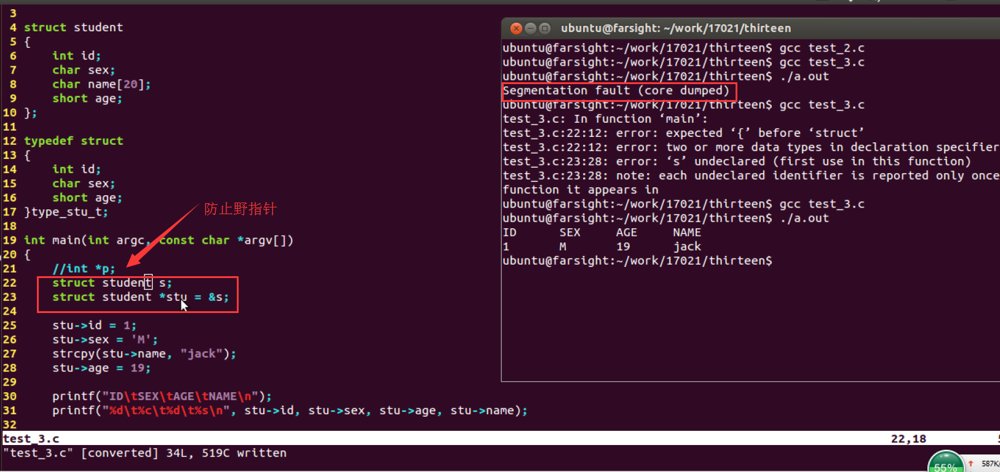 3
4 struct student
5 {
6     int id;
7     char sex;
8     char name[20];
9     short age;
10 };
11
12 typedef struct
13 {
14     int id;
15     char sex;
16     short age;
17 }type_stu_t;
18
19 int main(int argc, const char *argv[])
20 {
21     //int *p;
22     struct student s;
23     struct student *stu = &s;
24
25     stu->id = 1;
26     stu->sex = 'M';
27     strcpy(stu->name, "jack");
28     stu->age = 19;
29
30     printf("ID\tSEX\tAGE\tNAME\n");
31     printf("%d\t%c\t%d\t%s\n", stu->id, stu->sex, stu->age, stu->name);
32
test_3.c 22,18
"test_3.c" [converted] 34L, 519C written
防止野指针
ubuntu@farsight: ~/work/17021/thirteen
ubuntu@farsight:~/work/17021/thirteen$ gcc test_2.c
ubuntu@farsight:~/work/17021/thirteen$ gcc test_3.c
ubuntu@farsight:~/work/17021/thirteen$ ./a.out
Segmentation fault (core dumped)
ubuntu@farsight:~/work/17021/thirteen$ gcc test_3.c
test_3.c: In function ‘main’:
test_3.c:22:12: error: expected ‘{’ before ‘struct’
test_3.c:22:12: error: two or more data types in declaration specifier
test_3.c:23:28: error: ‘s’ undeclared (first use in this function)
test_3.c:23:28: note: each undeclared identifier is reported only once
function it appears in
ubuntu@farsight:~/work/17021/thirteen$ gcc test_3.c
ubuntu@farsight:~/work/17021/thirteen$ ./a.out
ID SEX AGE NAME
1 M 19 jack
ubuntu@farsight:~/work/17021/thirteen$
55%
587K/